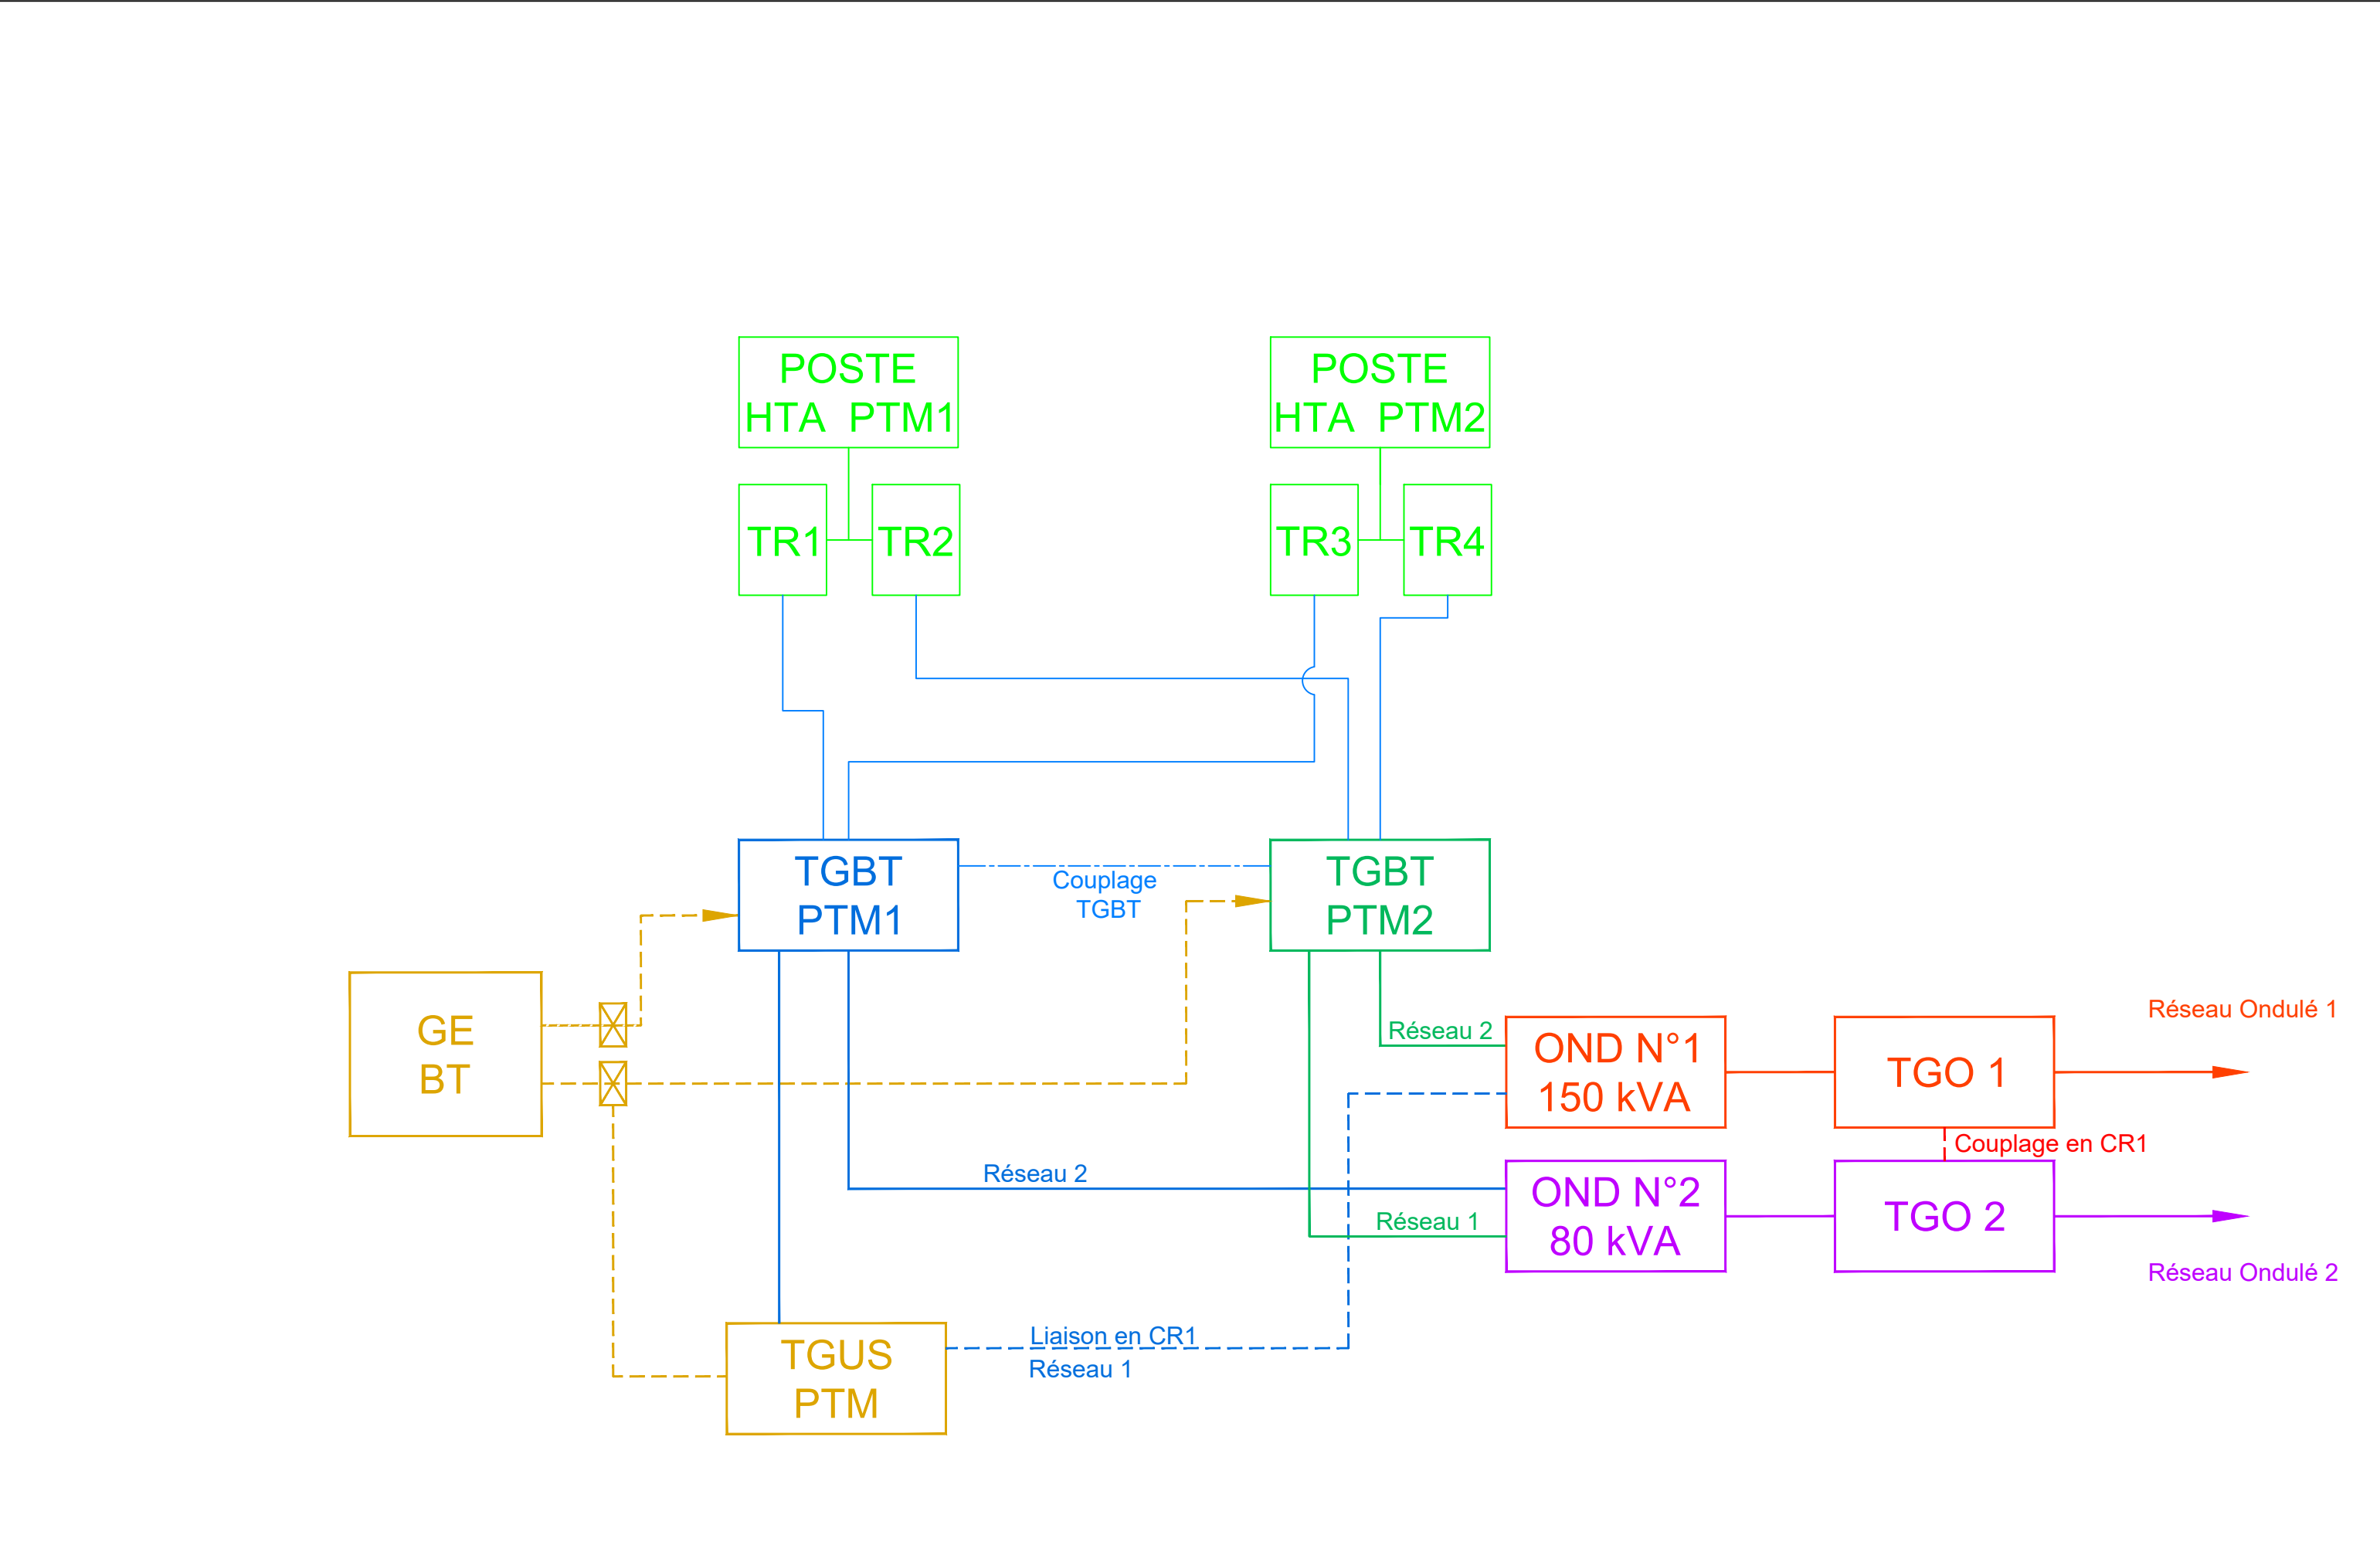 POSTE
HTA PTM1
POSTE
HTA PTM2
TR1
TR2
TR3
TR4
TGBT
PTM1
Couplage
TGBT
TGBT
PTM2
GE
BT
Réseau 2
OND N°1
150 kVA
TGO 1
Réseau Ondulé 1
Couplage en CR1
Réseau 2
Réseau 1
OND N°2
80 kVA
TGO 2
Réseau Ondulé 2
TGUS
PTM
Liaison en CR1
Réseau 1